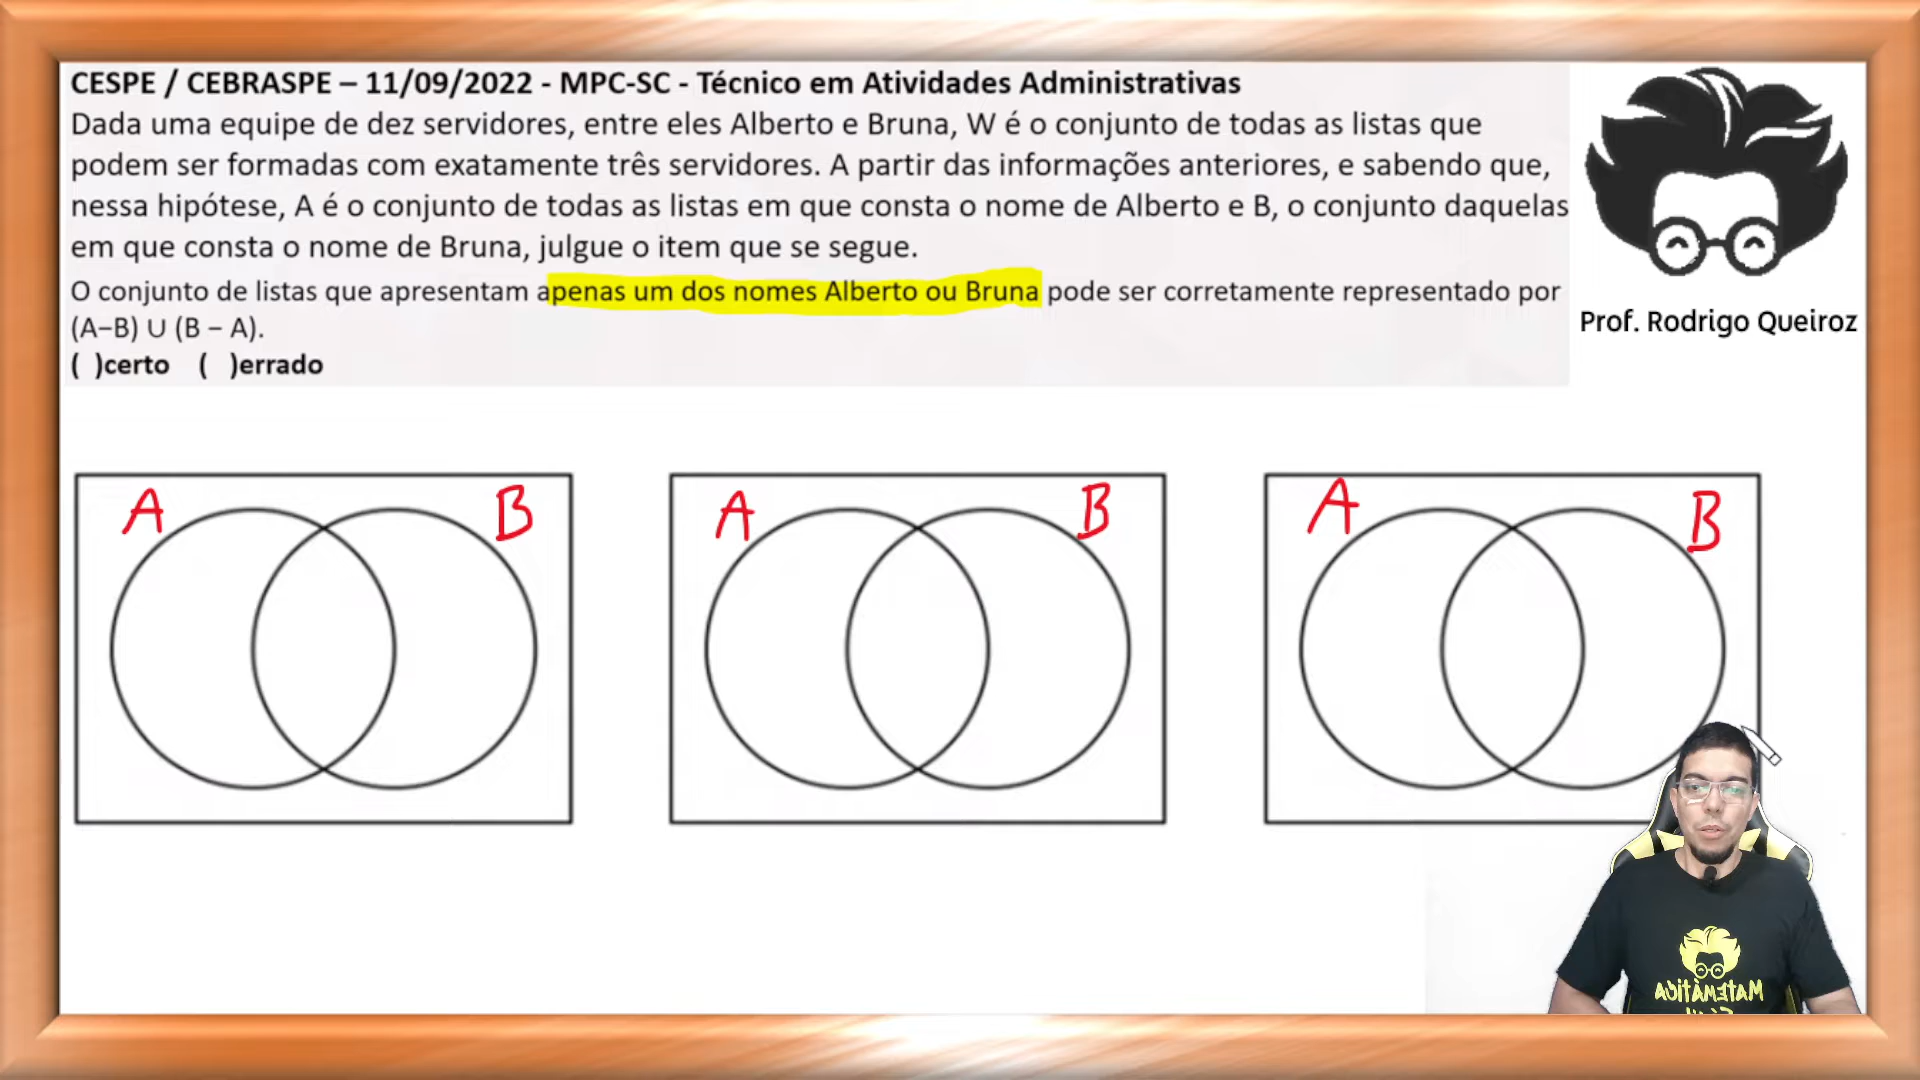 CESPE / CEBRASPE – 11/09/2022 - MPC-SC - Técnico em Atividades Administrativas
Dada uma equipe de dez servidores, entre eles Alberto e Bruna, W é o conjunto de todas as listas que
podem ser formadas com exatamente três servidores. A partir das informações anteriores, e sabendo que,
nessa hipótese, A é o conjunto de todas as listas em que consta o nome de Alberto e B, o conjunto daquelas
em que consta o nome de Bruna, julgue o item que se segue.
O conjunto de listas que apresentam apenas um dos nomes Alberto ou Bruna pode ser corretamente representado por
(A–B) ∪ (B – A).
( )certo ( )errado
Prof. Rodrigo Queiroz
A B A B A B
MATEMÁTICA